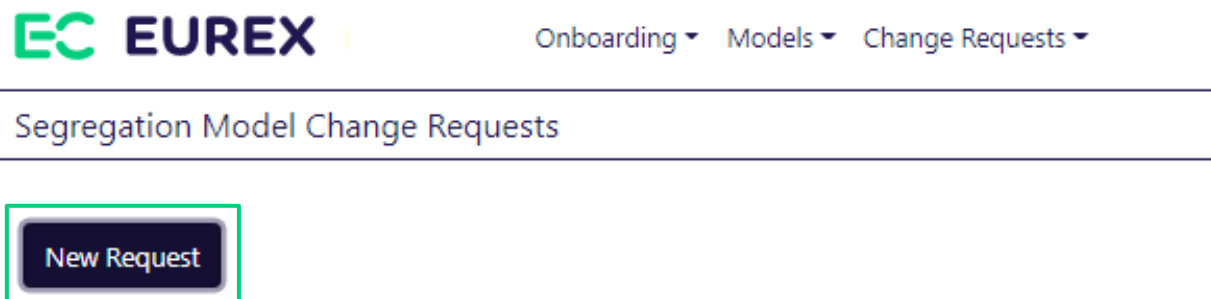 EC EUREX
Onboarding Models Change Requests
Segregation Model Change Requests
New Request